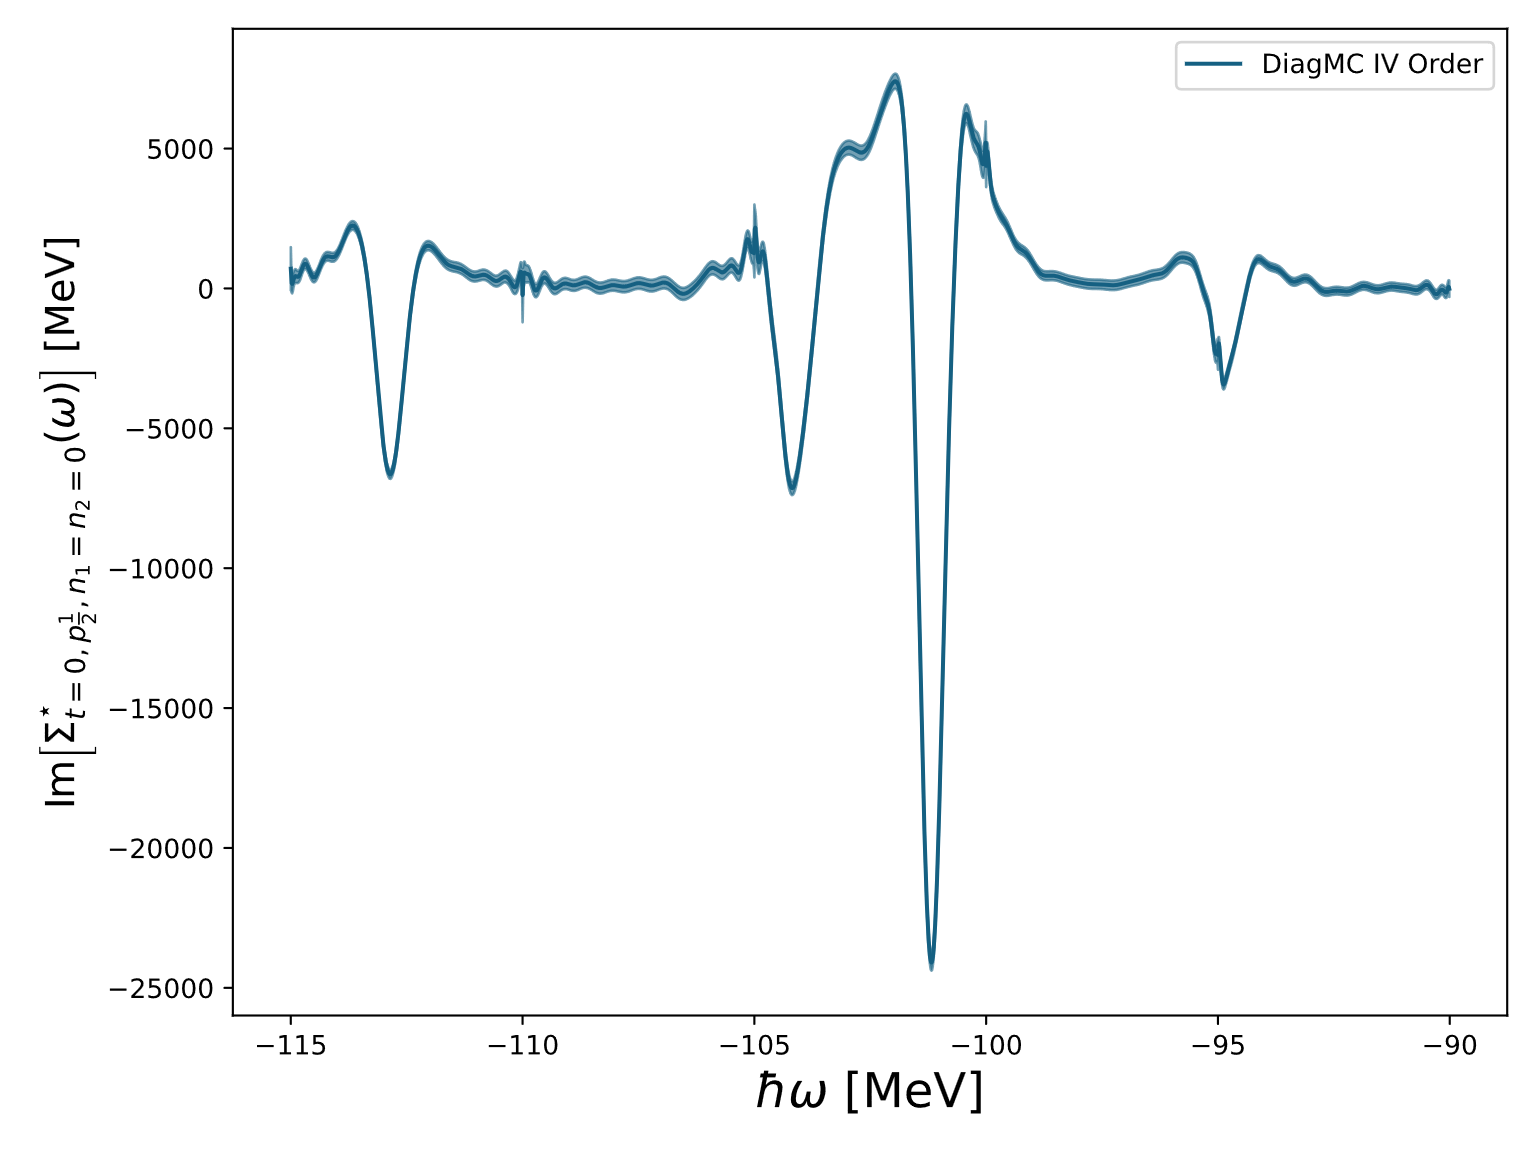 DiagMC IV Order
5000
0
−5000
−10000
−15000
−20000
−25000
Im[Σ⋆ t = 0, p 1/2, n₁ = n₂ = 0 (ω)] [MeV]
−115 −110 −105 −100 −95 −90
ℏω [MeV]